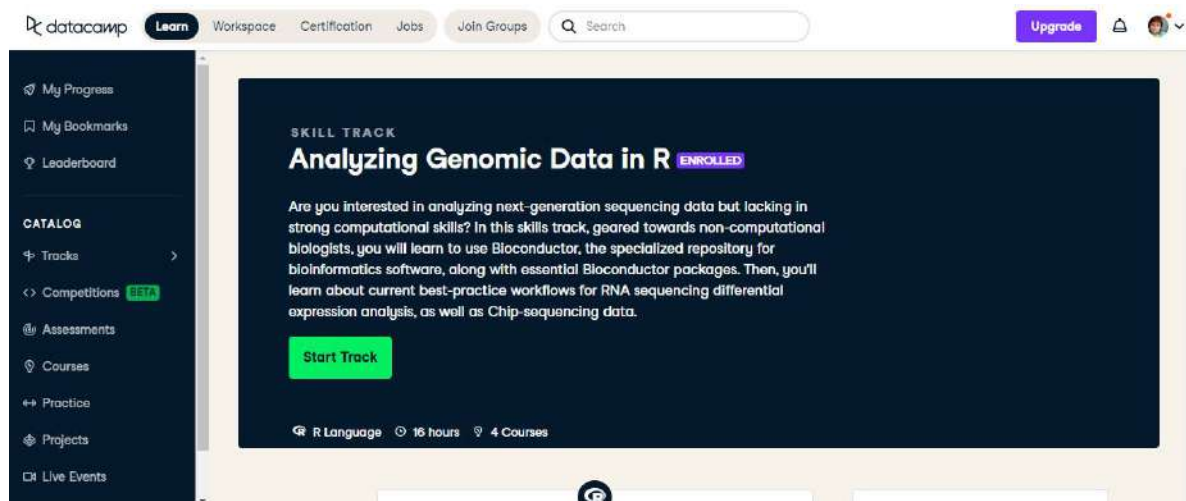 datacamp Learn Workspace Certification Jobs Join Groups Search Upgrade
My Progress
My Bookmarks
Leaderboard
CATALOG
Tracks
Competitions BETA
Assessments
Courses
Practice
Projects
Live Events
SKILL TRACK
Analyzing Genomic Data in R ENROLLED
Are you interested in analyzing next-generation sequencing data but lacking in
strong computational skills? In this skills track, geared towards non-computational
biologists, you will learn to use Bioconductor, the specialized repository for
bioinformatics software, along with essential Bioconductor packages. Then, you'll
learn about current best-practice workflows for RNA sequencing differential
expression analysis, as well as Chip-sequencing data.
Start Track
R Language 16 hours 4 Courses